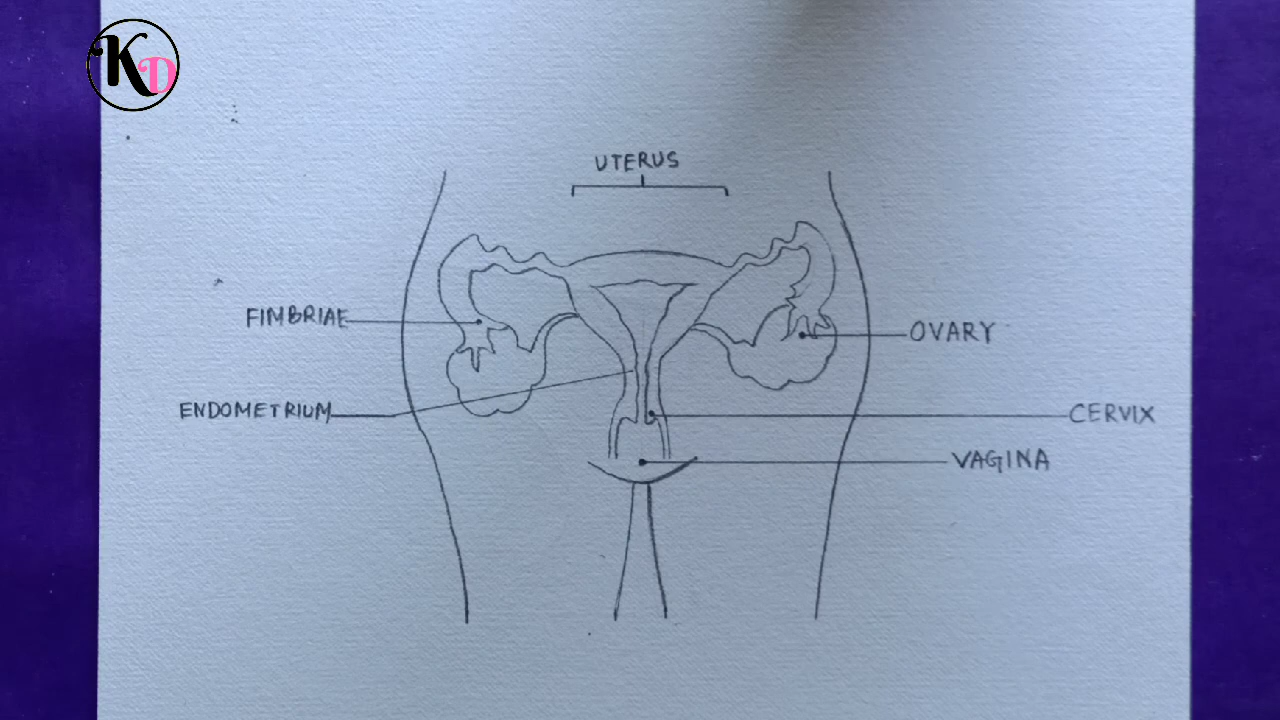 KD
UTERUS
FIMBRIAE
OVARY
ENDOMETRIUM
CERVIX
VAGINA